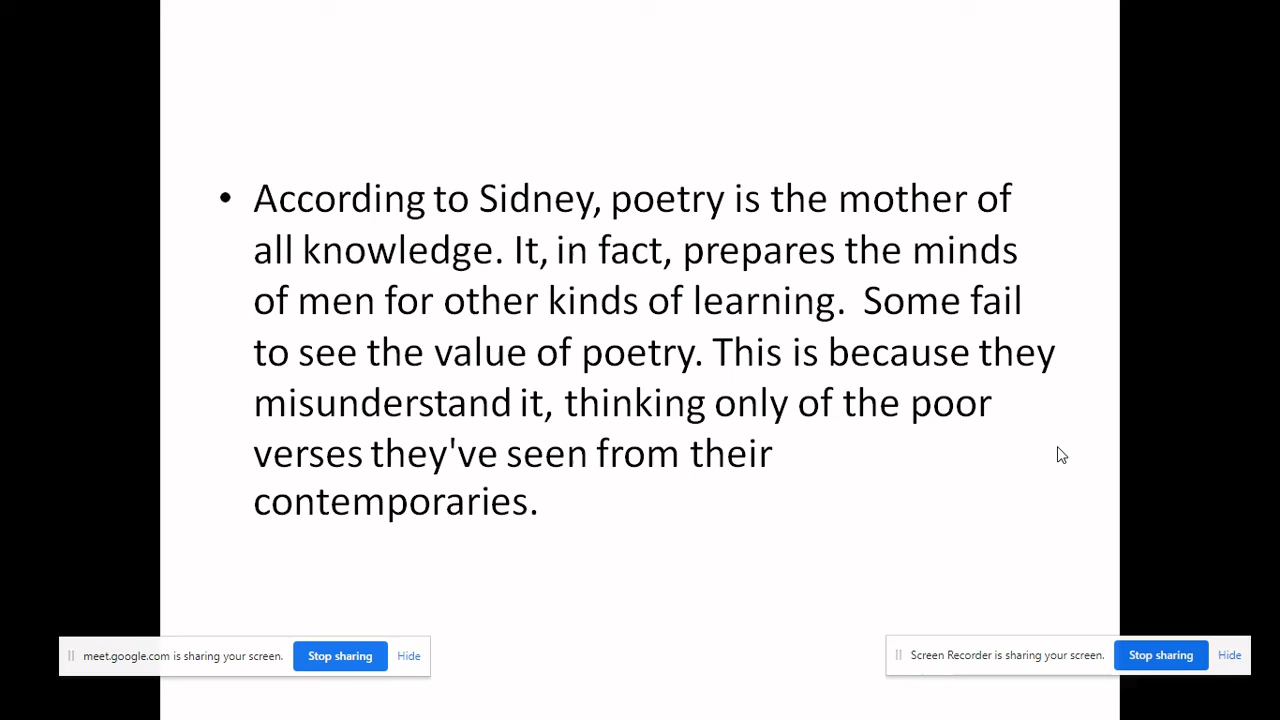 • According to Sidney, poetry is the mother of
all knowledge. It, in fact, prepares the minds
of men for other kinds of learning.  Some fail
to see the value of poetry. This is because they
misunderstand it, thinking only of the poor
verses they've seen from their
contemporaries.
meet.google.com is sharing your screen. Stop sharing Hide
Screen Recorder is sharing your screen. Stop sharing Hide